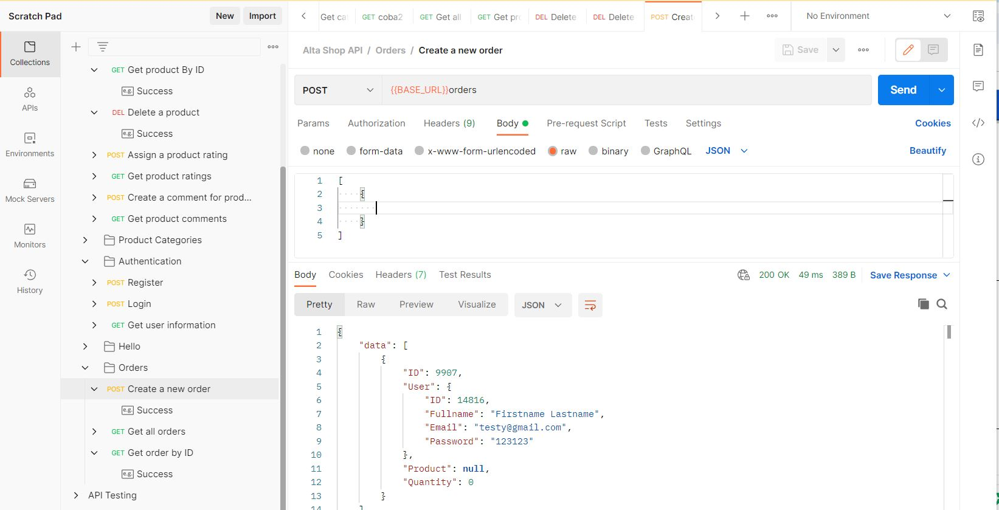 Scratch Pad
New
Import
Get ca
GET coba2
GET Get all
GET Get pr
DEL Delete
DEL Delete
POST Creat
No Environment
Collections
APIs
Environments
Mock Servers
Monitors
History
GET Get product By ID
e.g. Success
DEL Delete a product
e.g. Success
POST Assign a product rating
GET Get product ratings
POST Create a comment for prod...
GET Get product comments
Product Categories
Authentication
POST Register
POST Login
GET Get user information
Hello
Orders
POST Create a new order
e.g. Success
GET Get all orders
GET Get order by ID
e.g. Success
API Testing
Alta Shop API / Orders / Create a new order
Save
POST
{{BASE_URL}}orders
Send
Params Authorization Headers (9) Body Pre-request Script Tests Settings
Cookies
none form-data x-www-form-urlencoded raw binary GraphQL JSON
Beautify
1 [
2 {
3
4 }
5 ]
Body Cookies Headers (7) Test Results
200 OK 49 ms 389 B Save Response
Pretty Raw Preview Visualize JSON
1 {
2 "data": [
3 {
4 "ID": 9907,
5 "User": {
6 "ID": 14816,
7 "Fullname": "Firstname Lastname",
8 "Email": "testy@gmail.com",
9 "Password": "123123"
10 },
11 "Product": null,
12 "Quantity": 0
13 }
14 ]